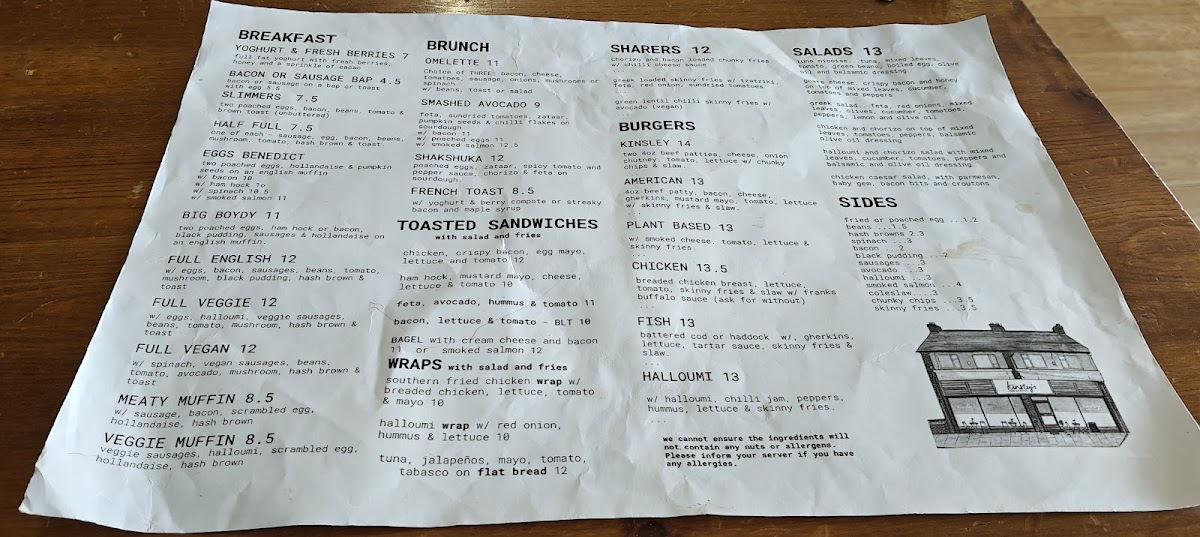 BREAKFAST
YOGHURT & FRESH BERRIES 7
full fat yoghurt with fresh berries,
honey and a sprinkle of cacao
BACON OR SAUSAGE BAP 4.5
bacon or sausage on a bap or toast.
with egg 5.5
SLIMMERS 7.5
two poached eggs, bacon, beans, tomato &
brown toast (unbuttered)
HALF FULL 7.5
one of each - sausage, egg, bacon, beans,
mushroom, tomato, hash brown & toast.
EGGS BENEDICT
two poached eggs, hollandaise & pumpkin
seeds on an english muffin
w/ bacon 10
w/ ham hock 1o
w/ spinach 10.5
w/ smoked salmon 11
BIG BOYDY 11
two poached eggs, ham hock or bacon,
black pudding, sausages & hollandaise on
an english muffin.
FULL ENGLISH 12
w/ eggs, bacon, sausages, beans, tomato,
mushroom, black pudding, hash brown &
toast
FULL VEGGIE 12
w/ eggs, halloumi, veggie sausages,
beans, tomato, mushroom, hash brown &
toast
FULL VEGAN 12
w/ spinach, vegan sausages, beans,
tomato, avocado, mushroom, hash brown &
toast
MEATY MUFFIN 8.5
w/ sausage, bacon, scrambled egg,
hollandaise, hash brown
VEGGIE MUFFIN 8.5
veggie sausages, halloumi, scrambled egg,
hollandaise, hash brown
BRUNCH
OMELETTE 11
Choice of THREE: bacon, cheese,
tomatoes, sausage, onions, mushrooms or
spinach
w/ beans, toast or salad
SMASHED AVOCADO 9
feta, sundried tomatoes, zataar,
pumpkin seeds & chilli flakes on
sourdough
w/ bacon 11
w/ poached eggs 11
w/ smoked salmon 12.5
SHAKSHUKA 12
poached eggs, zataar, spicy tomato and
pepper sauce, chorizo & feta on
sourdough.
FRENCH TOAST 8.5
w/ yoghurt & berry compote or streaky
bacon and maple syrup
TOASTED SANDWICHES
with salad and fries
chicken, crispy bacon, egg mayo,
lettuce and tomato 12
ham hock, mustard mayo, cheese,
lettuce & tomato 10
feta, avocado, hummus & tomato 11
bacon, lettuce & tomato - BLT 10
BAGEL with cream cheese and bacon
11 or smoked salmon 12
WRAPS with salad and fries
southern fried chicken wrap w/
breaded chicken, lettuce, tomato
& mayo 10
halloumi wrap w/ red onion,
hummus & lettuce 10
tuna, jalapeños, mayo, tomato,
tabasco on flat bread 12
SHARERS 12
chorizo and bacon loaded chunky fries
w/ chilli cheese sauce
greek loaded skinny fries w/ tzatziki,
feta, red onion, sundried tomatoes
green lentil chilli skinny fries w/
avocado (vegan)
BURGERS
KINSLEY 14
two 4oz beef patties, cheese, onion
chutney, tomato, lettuce w/ chunky
chips & slaw.
AMERICAN 13
4oz beef patty, bacon, cheese,
gherkins, mustard mayo, tomato, lettuce
w/ skinny fries & slaw.
PLANT BASED 13
w/ smoked cheese, tomato, lettuce &
skinny fries.
...
CHICKEN 13.5
breaded chicken breast, lettuce,
tomato, skinny fries & slaw w/ franks
buffalo sauce (ask for without)
...
FISH 13
battered cod or haddock w/, gherkins,
lettuce, tartar sauce, skinny fries &
slaw.
...
HALLOUMI 13
w/ halloumi, chilli jam, peppers,
hummus, lettuce & skinny fries.
we cannot ensure the ingredients will
not contain any nuts or allergens.
Please inform your server if you have
any allergies.
SALADS 13
tuna nisoise...tuna, mixed leaves,
tomato, green beans, boiled egg, olive
oil and balsamic dressing
goats cheese, crispy bacon and honey
on top of mixed leaves, cucumber,
tomatoes and peppers
greek salad...feta, red onions, mixed
leaves, olives, cucumber, tomatoes,
peppers, lemon and olive oil
chicken and chorizo on top of mixed
leaves, tomatoes, peppers, balsamic
olive oil dressing
halloumi and chorizo salad with mixed
leaves, cucumber, tomatoes, peppers and
balsamic and olive oil dressing
chicken caesar salad, with parmesan,
baby gem, bacon bits and croutons
SIDES
fried or poached egg ...1.2
beans ...1.5
hash browns 2.3
spinach ...3
bacon ...2
black pudding ...2
sausages ...3
avocado ...3
halloumi ...3
smoked salmon ...4
coleslaw...3
chunky chips ...3.5
skinny fries ...3.5
kinsley's